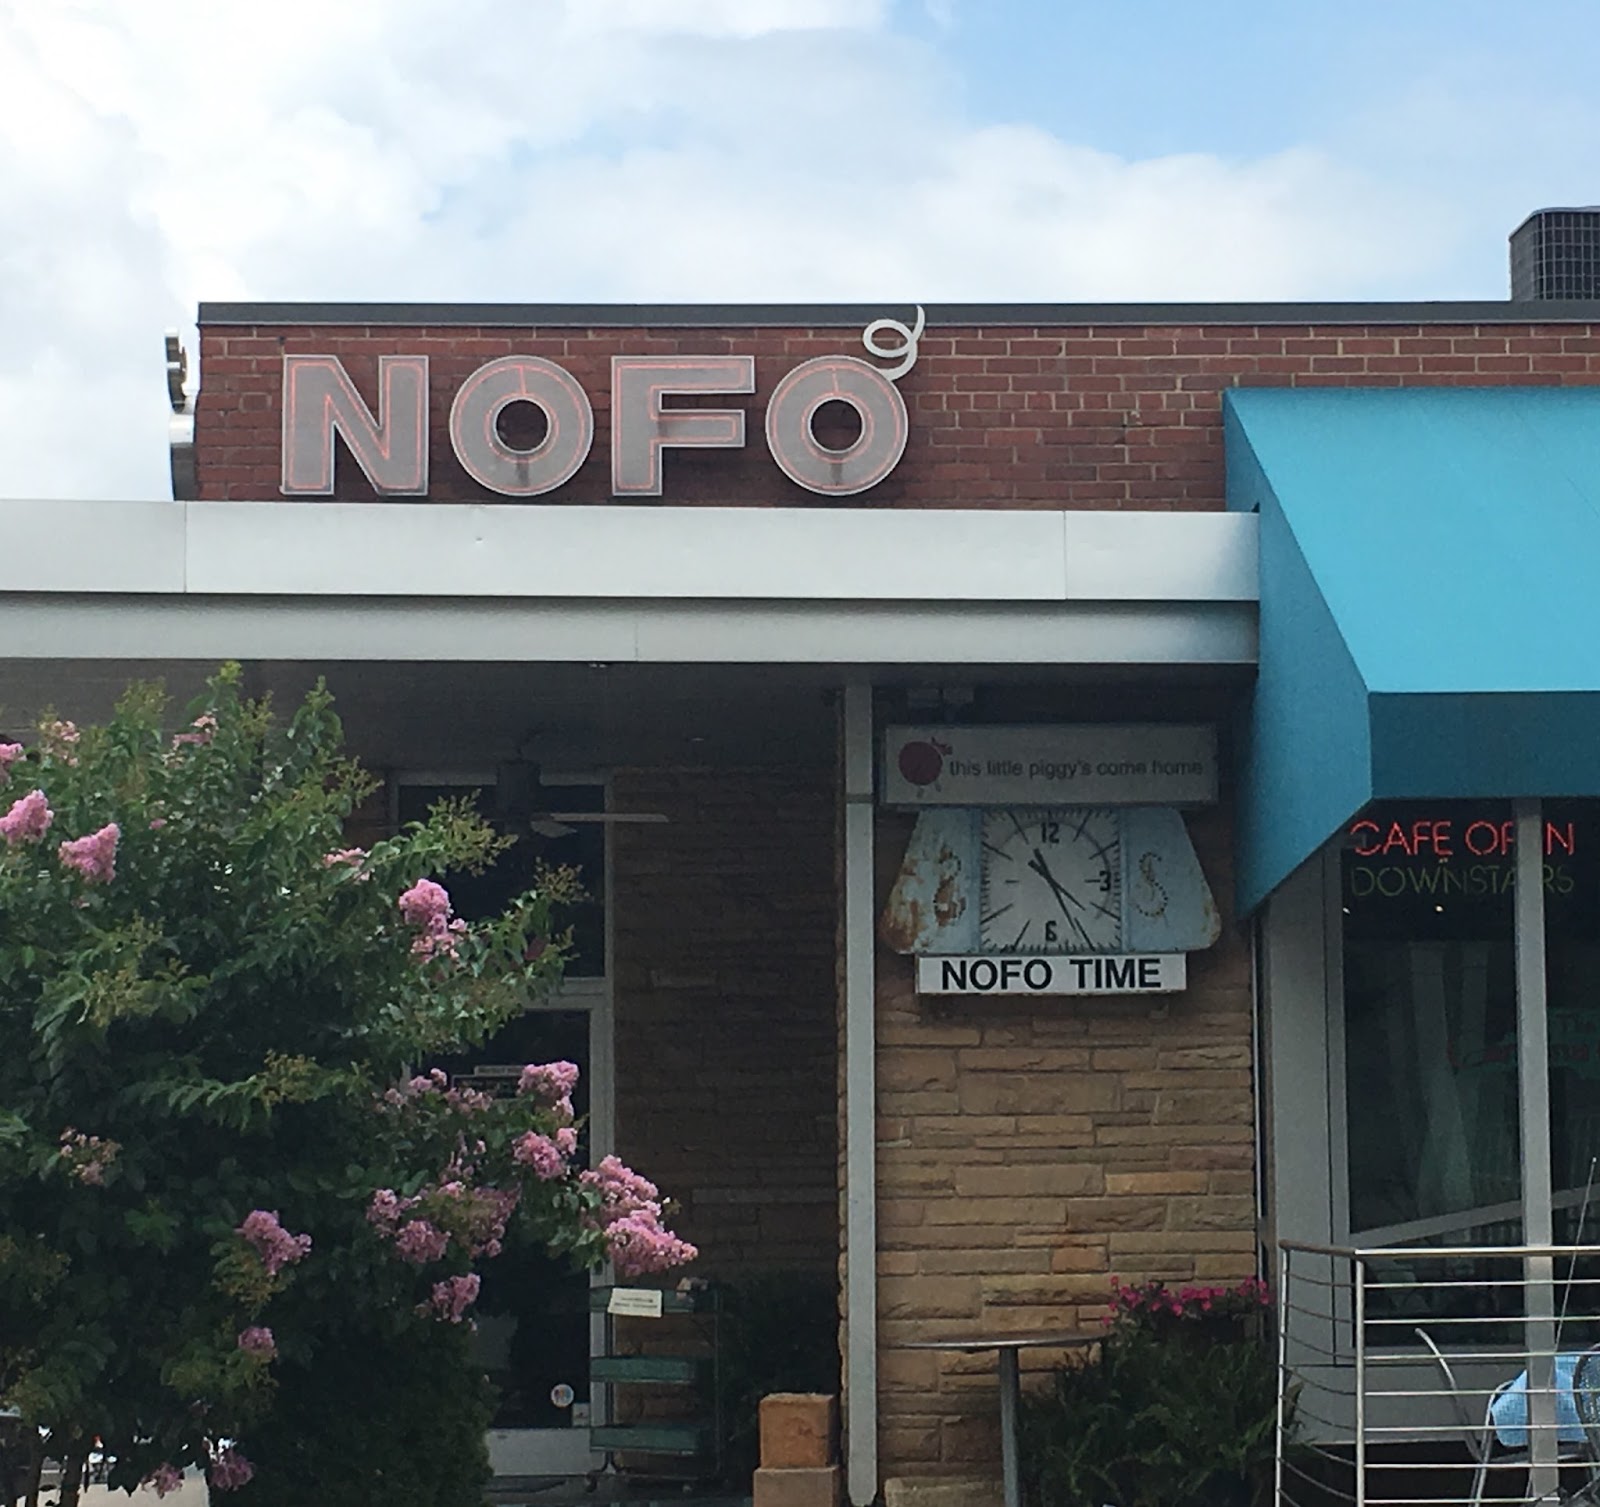 NOFO
this little piggy's come home
12
3
6
NOFO TIME
CAFE OPEN
DOWNSTAIRS